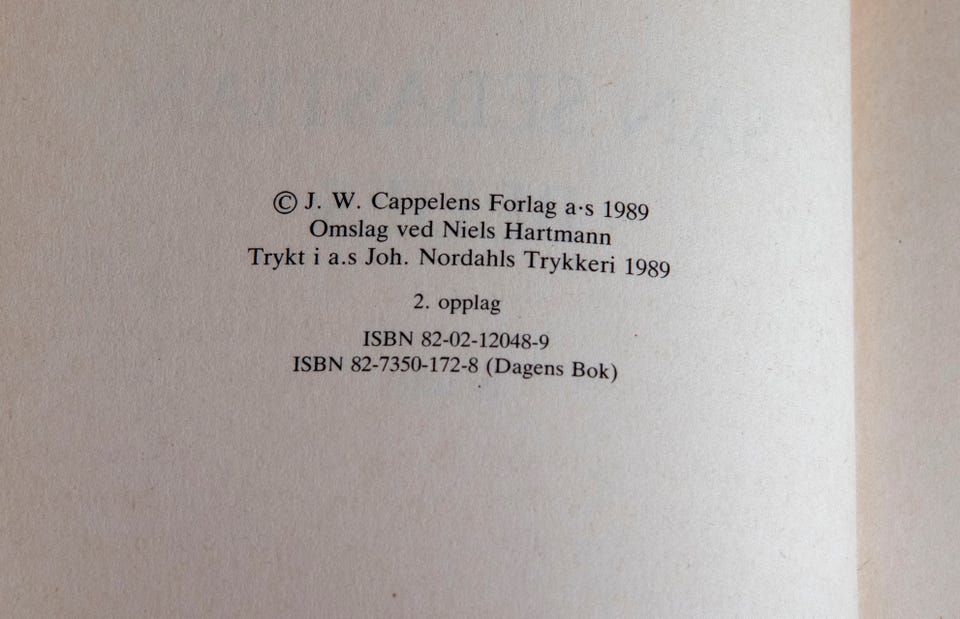 © J. W. Cappelens Forlag a·s 1989
Omslag ved Niels Hartmann
Trykt i a.s Joh. Nordahls Trykkeri 1989
2. opplag
ISBN 82-02-12048-9
ISBN 82-7350-172-8 (Dagens Bok)